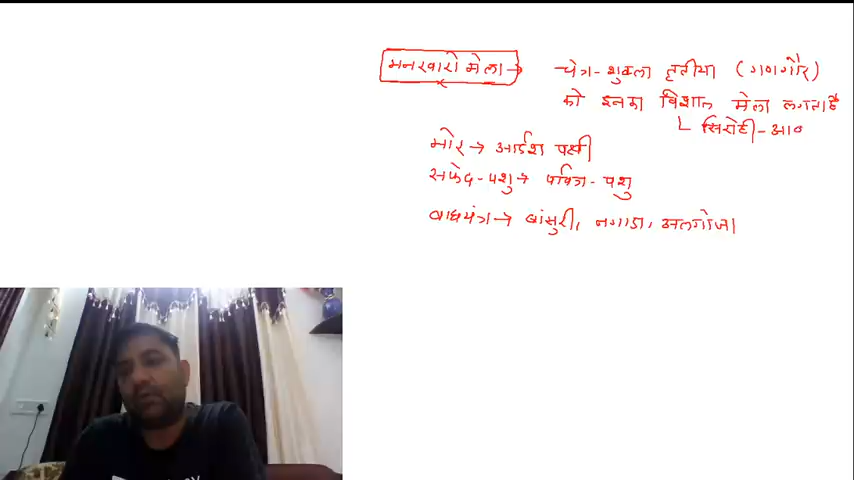 मनखारो मेला → चैत्र-शुक्ला तृतीया (गणगौर)
को इनका विशाल मेला लगता है
सिरोही-आबू
मोर → आदर्श पक्षी
सफेद-पशु → पवित्र-पशु
वाद्ययंत्र → बांसुरी, नगाडा, अलगोजा